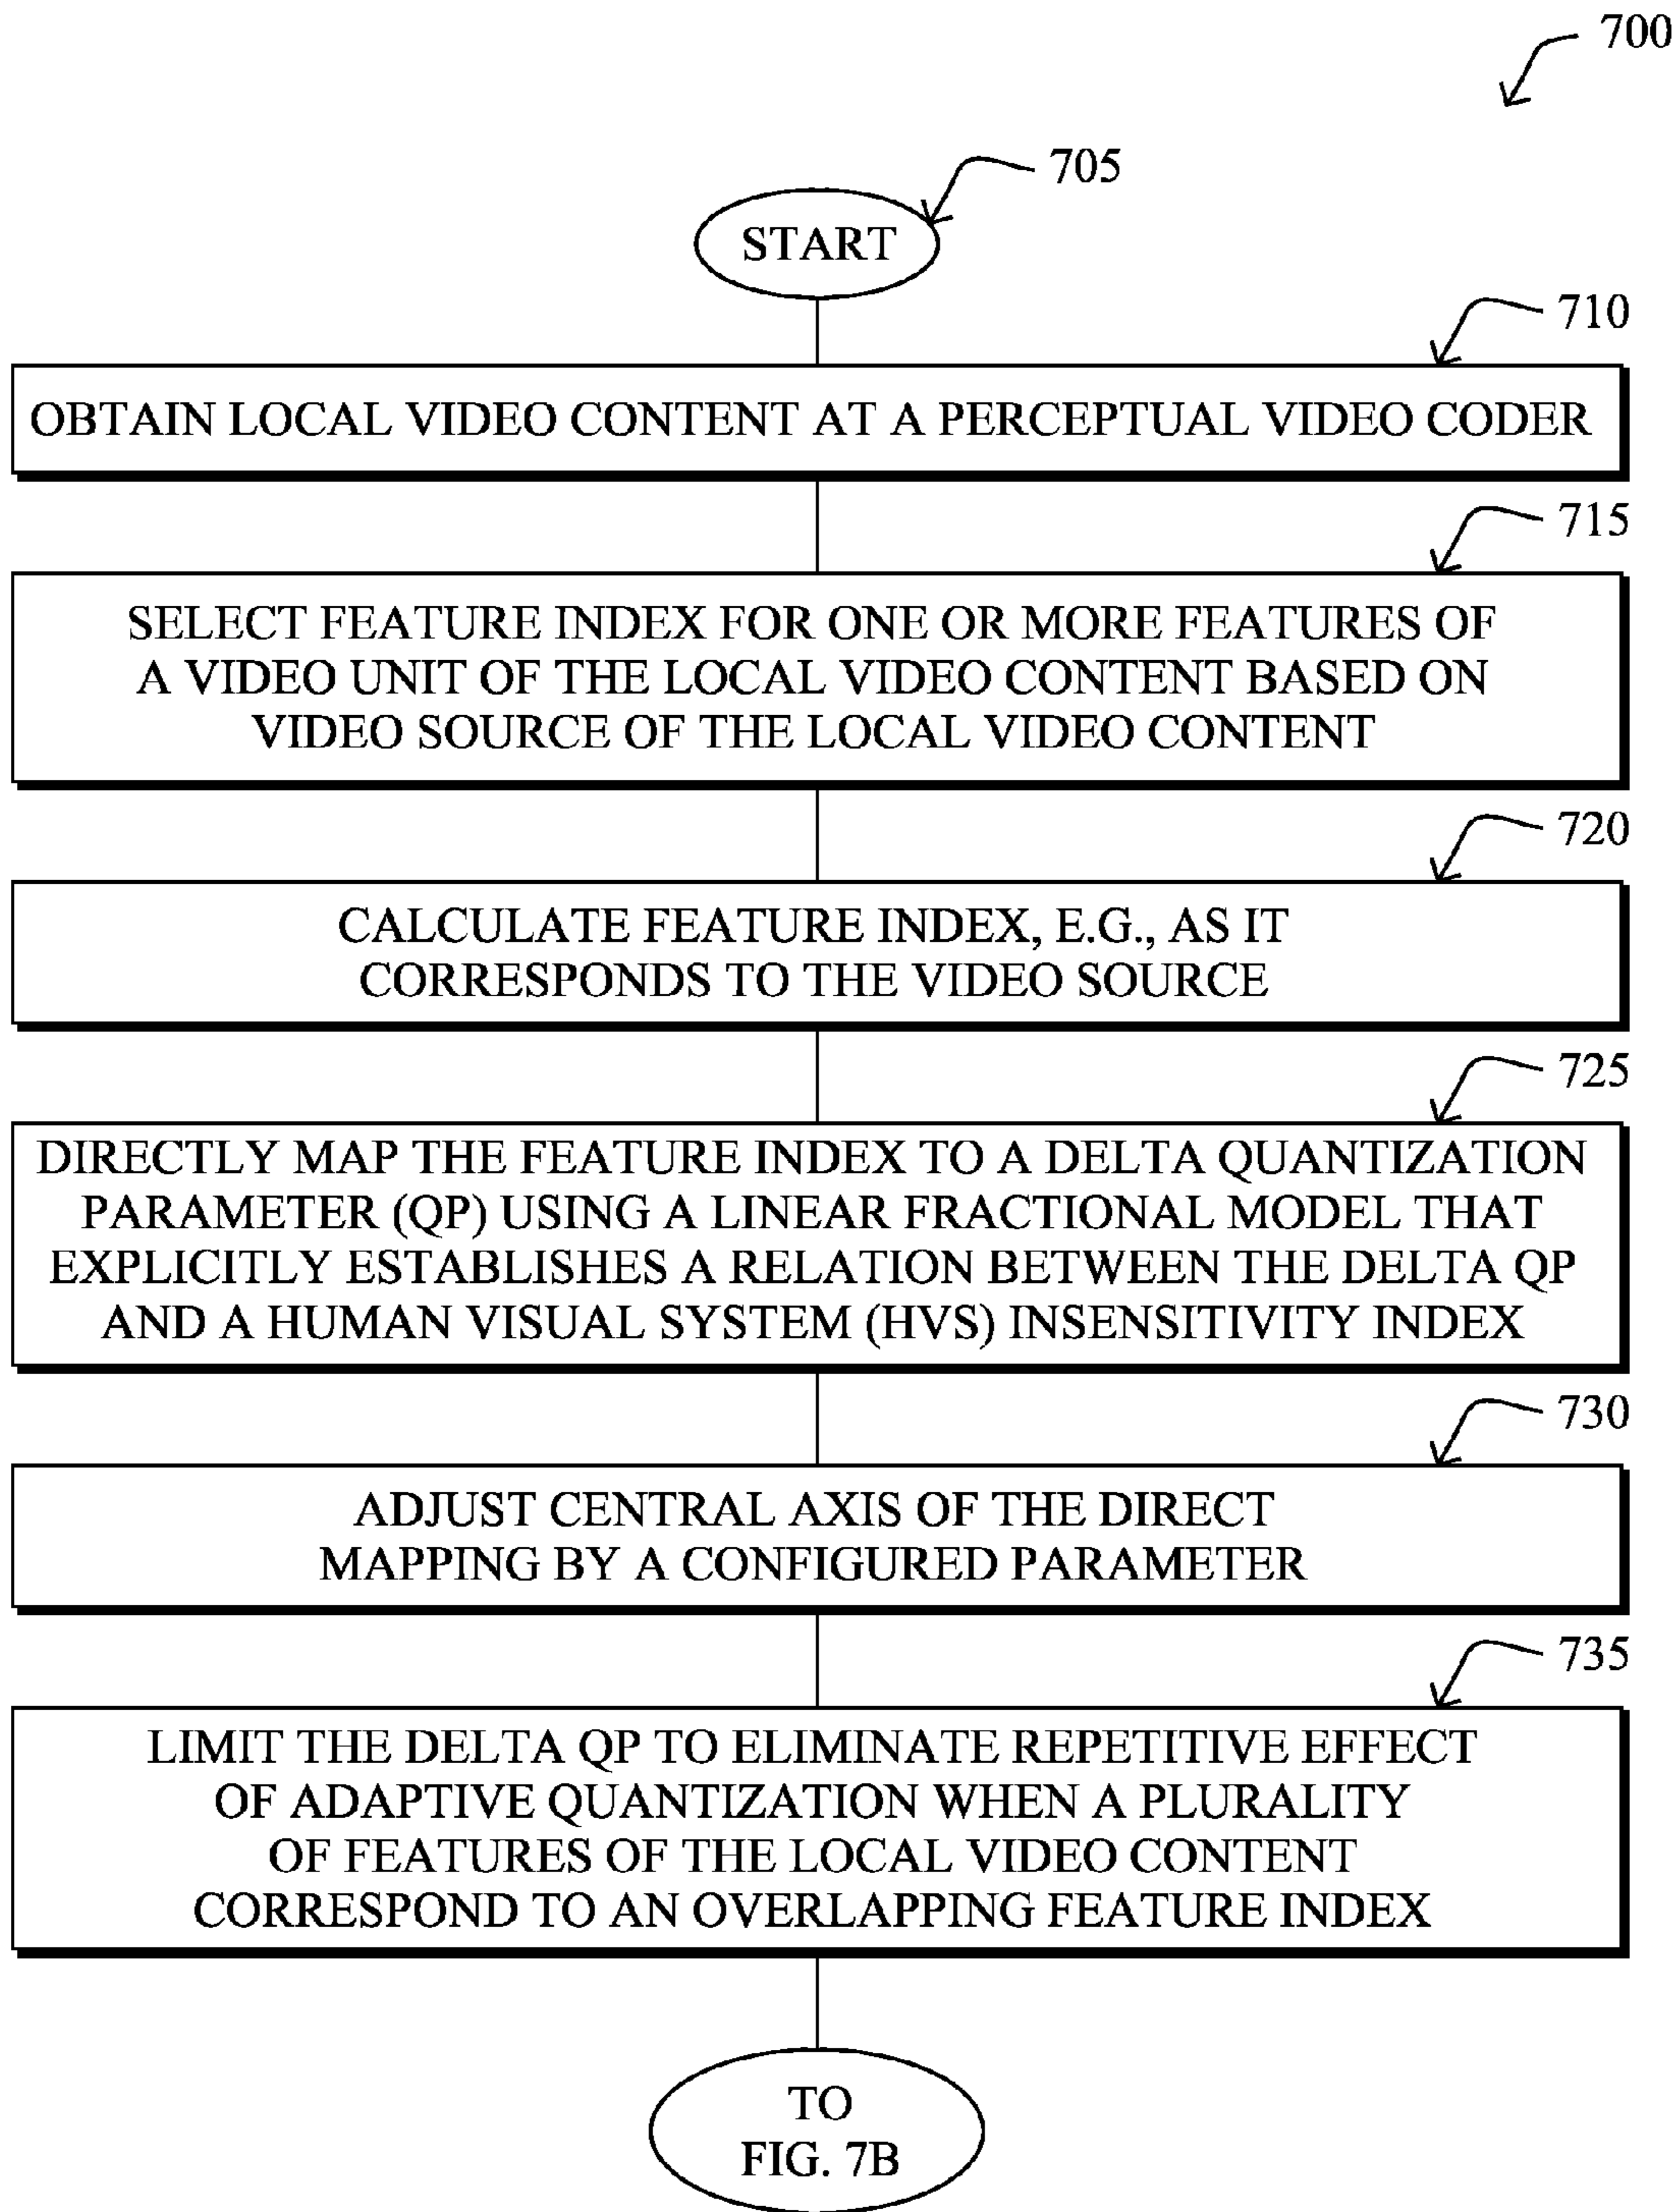 700
705
START
710
OBTAIN LOCAL VIDEO CONTENT AT A PERCEPTUAL VIDEO CODER
715
SELECT FEATURE INDEX FOR ONE OR MORE FEATURES OF
A VIDEO UNIT OF THE LOCAL VIDEO CONTENT BASED ON
VIDEO SOURCE OF THE LOCAL VIDEO CONTENT
720
CALCULATE FEATURE INDEX, E.G., AS IT
CORRESPONDS TO THE VIDEO SOURCE
725
DIRECTLY MAP THE FEATURE INDEX TO A DELTA QUANTIZATION
PARAMETER (QP) USING A LINEAR FRACTIONAL MODEL THAT
EXPLICITLY ESTABLISHES A RELATION BETWEEN THE DELTA QP
AND A HUMAN VISUAL SYSTEM (HVS) INSENSITIVITY INDEX
730
ADJUST CENTRAL AXIS OF THE DIRECT
MAPPING BY A CONFIGURED PARAMETER
735
LIMIT THE DELTA QP TO ELIMINATE REPETITIVE EFFECT
OF ADAPTIVE QUANTIZATION WHEN A PLURALITY
OF FEATURES OF THE LOCAL VIDEO CONTENT
CORRESPOND TO AN OVERLAPPING FEATURE INDEX
TO
FIG. 7B